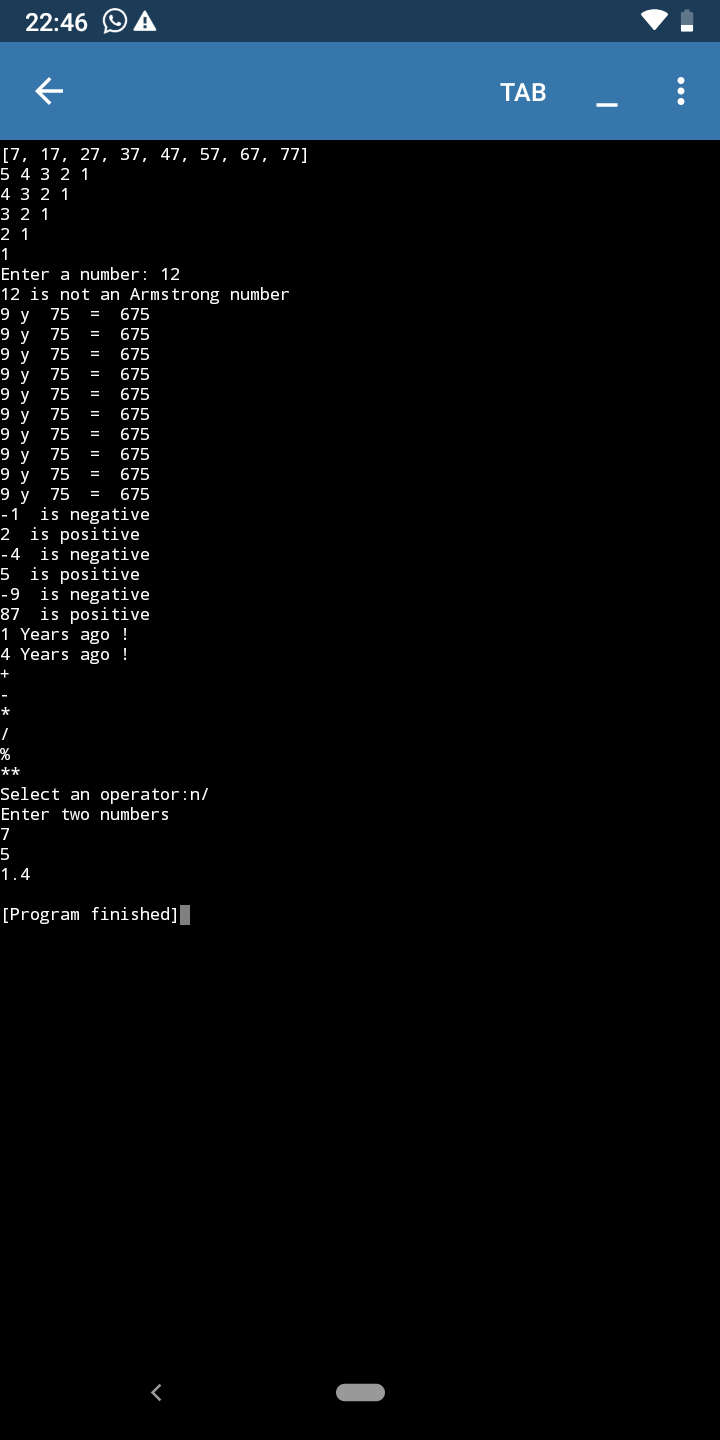 22:46
TAB
[7, 17, 27, 37, 47, 57, 67, 77]
5 4 3 2 1
4 3 2 1
3 2 1
2 1
1
Enter a number: 12
12 is not an Armstrong number
9 y  75  =  675
9 y  75  =  675
9 y  75  =  675
9 y  75  =  675
9 y  75  =  675
9 y  75  =  675
9 y  75  =  675
9 y  75  =  675
9 y  75  =  675
9 y  75  =  675
-1  is negative
2  is positive
-4  is negative
5  is positive
-9  is negative
87  is positive
1 Years ago !
4 Years ago !
+
-
*
/
%
**
Select an operator:n/
Enter two numbers
7
5
1.4

[Program finished]